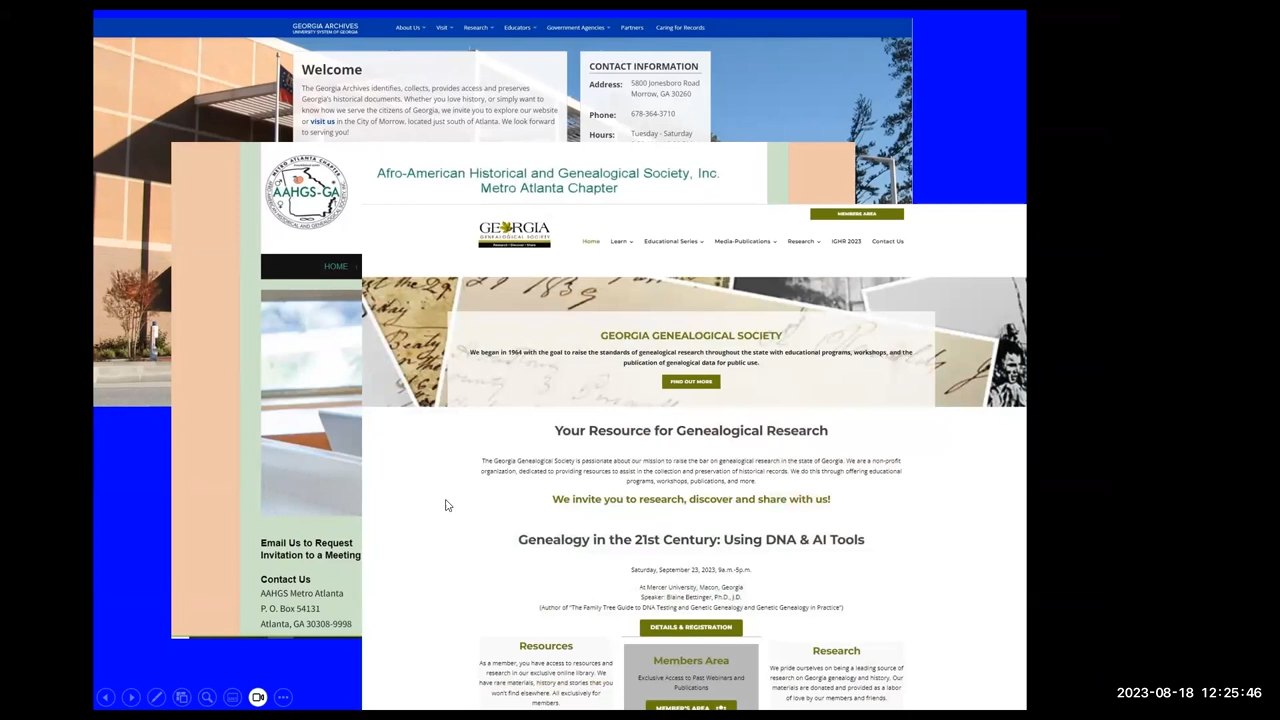 GEORGIA ARCHIVES
UNIVERSITY SYSTEM OF GEORGIA
About Us Visit Research Educators Government Agencies Partners Caring for Records
Welcome
The Georgia Archives identifies, collects, provides access and preserves
Georgia's historical documents. Whether you love history, or simply want to
know how we serve the citizens of Georgia, we invite you to explore our website
or visit us in the City of Morrow, located just south of Atlanta. We look forward
to serving you!
CONTACT INFORMATION
Address: 5800 Jonesboro Road
Morrow, GA 30260
Phone: 678-364-3710
Hours: Tuesday - Saturday
METRO ATLANTA CHAPTER
AAHGS-GA
Afro-American Historical and Genealogical Society, Inc.
Metro Atlanta Chapter
HOME
Email Us to Request
Invitation to a Meeting
Contact Us
AAHGS Metro Atlanta
P. O. Box 54131
Atlanta, GA 30308-9998
MEMBERS AREA
GEORGIA
GENEALOGICAL SOCIETY
Research • Discover • Share
Home Learn Educational Series Media-Publications Research IGHR 2023 Contact Us
GEORGIA GENEALOGICAL SOCIETY
We began in 1964 with the goal to raise the standards of genealogical research throughout the state with educational programs, workshops, and the
publication of genalogical data for public use.
FIND OUT MORE
Your Resource for Genealogical Research
The Georgia Genealogical Society is passionate about our mission to raise the bar on genealogical research in the state of Georgia. We are a non-profit
organization, dedicated to providing resources to assist in the collection and preservation of historical records. We do this through offering educational
programs, workshops, publications, and more.
We invite you to research, discover and share with us!
Genealogy in the 21st Century: Using DNA & AI Tools
Saturday, September 23, 2023, 9a.m.-5p.m.
At Mercer University, Macon, Georgia
Speaker: Blaine Bettinger, Ph.D., J.D.
(Author of "The Family Tree Guide to DNA Testing and Genetic Genealogy and Genetic Genealogy in Practice")
DETAILS & REGISTRATION
Resources
As a member, you have access to resources and
research in our exclusive online library. We
have rare materials, history and stories that you
won't find elsewhere. All exclusively for
members.
Members Area
Exclusive Access to Past Webinars and
Publications
MEMBER'S AREA
Research
We pride ourselves on being a leading source of
research on Georgia genealogy and history. Our
materials are donated and provided as a labor
of love by our members and friends.
2023-08-18 12:25:46